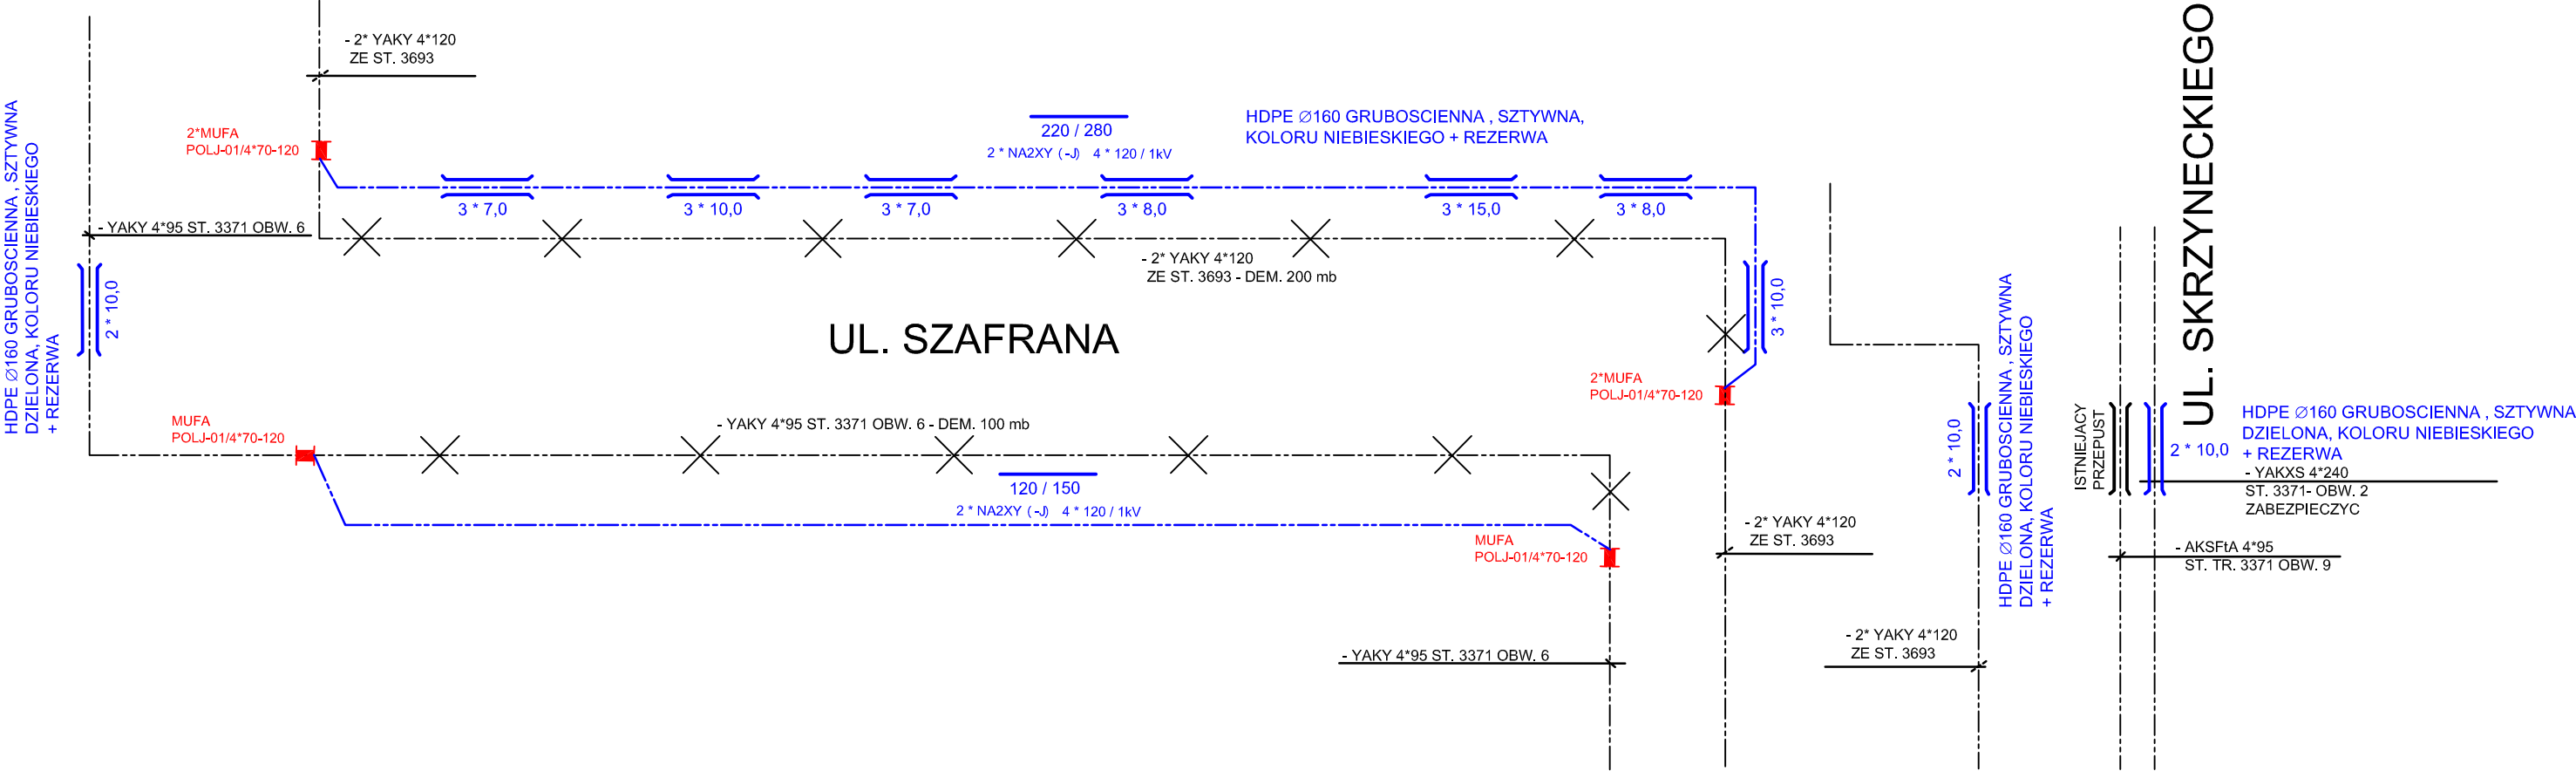 - 2* YAKY 4*120
ZE ST. 3693
HDPE Ø160 GRUBOSCIENNA , SZTYWNA
DZIELONA, KOLORU NIEBIESKIEGO
+ REZERWA
2*MUFA
POLJ-01/4*70-120
220 / 280
2 * NA2XY (-J) 4 * 120 / 1kV
HDPE Ø160 GRUBOSCIENNA , SZTYWNA,
KOLORU NIEBIESKIEGO + REZERWA
3 * 7,0
3 * 10,0
3 * 7,0
3 * 8,0
3 * 15,0
3 * 8,0
- YAKY 4*95 ST. 3371 OBW. 6
2 * 10,0
- 2* YAKY 4*120
ZE ST. 3693 - DEM. 200 mb
3 * 10,0
UL. SZAFRANA
UL. SKRZYNECKIEGO
2*MUFA
POLJ-01/4*70-120
MUFA
POLJ-01/4*70-120
- YAKY 4*95 ST. 3371 OBW. 6 - DEM. 100 mb
120 / 150
2 * NA2XY (-J) 4 * 120 / 1kV
MUFA
POLJ-01/4*70-120
- 2* YAKY 4*120
ZE ST. 3693
2 * 10,0
HDPE Ø160 GRUBOSCIENNA , SZTYWNA
DZIELONA, KOLORU NIEBIESKIEGO
+ REZERWA
ISTNIEJACY
PRZEPUST
2 * 10,0
HDPE Ø160 GRUBOSCIENNA , SZTYWNA
DZIELONA, KOLORU NIEBIESKIEGO
+ REZERWA
- YAKXS 4*240
ST. 3371- OBW. 2
ZABEZPIECZYC
- AKSFtA 4*95
ST. TR. 3371 OBW. 9
- YAKY 4*95 ST. 3371 OBW. 6
- 2* YAKY 4*120
ZE ST. 3693